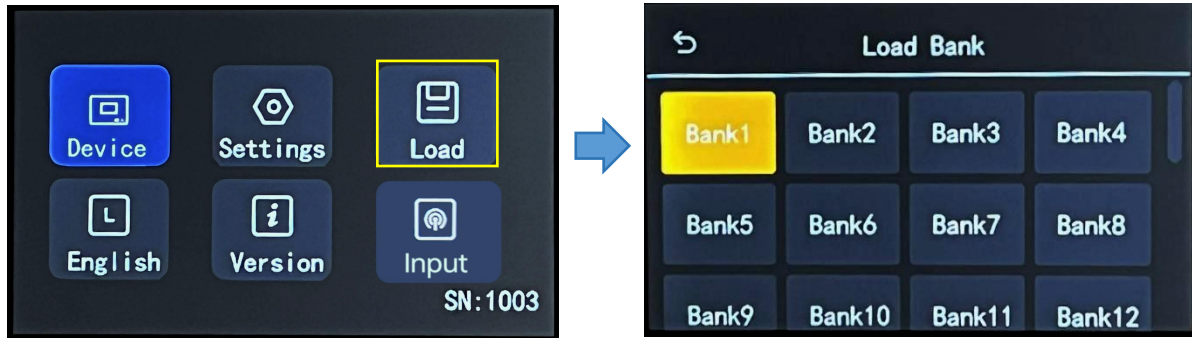 Device Settings Load
English Version Input
SN:1003
Load Bank
Bank1 Bank2 Bank3 Bank4
Bank5 Bank6 Bank7 Bank8
Bank9 Bank10 Bank11 Bank12